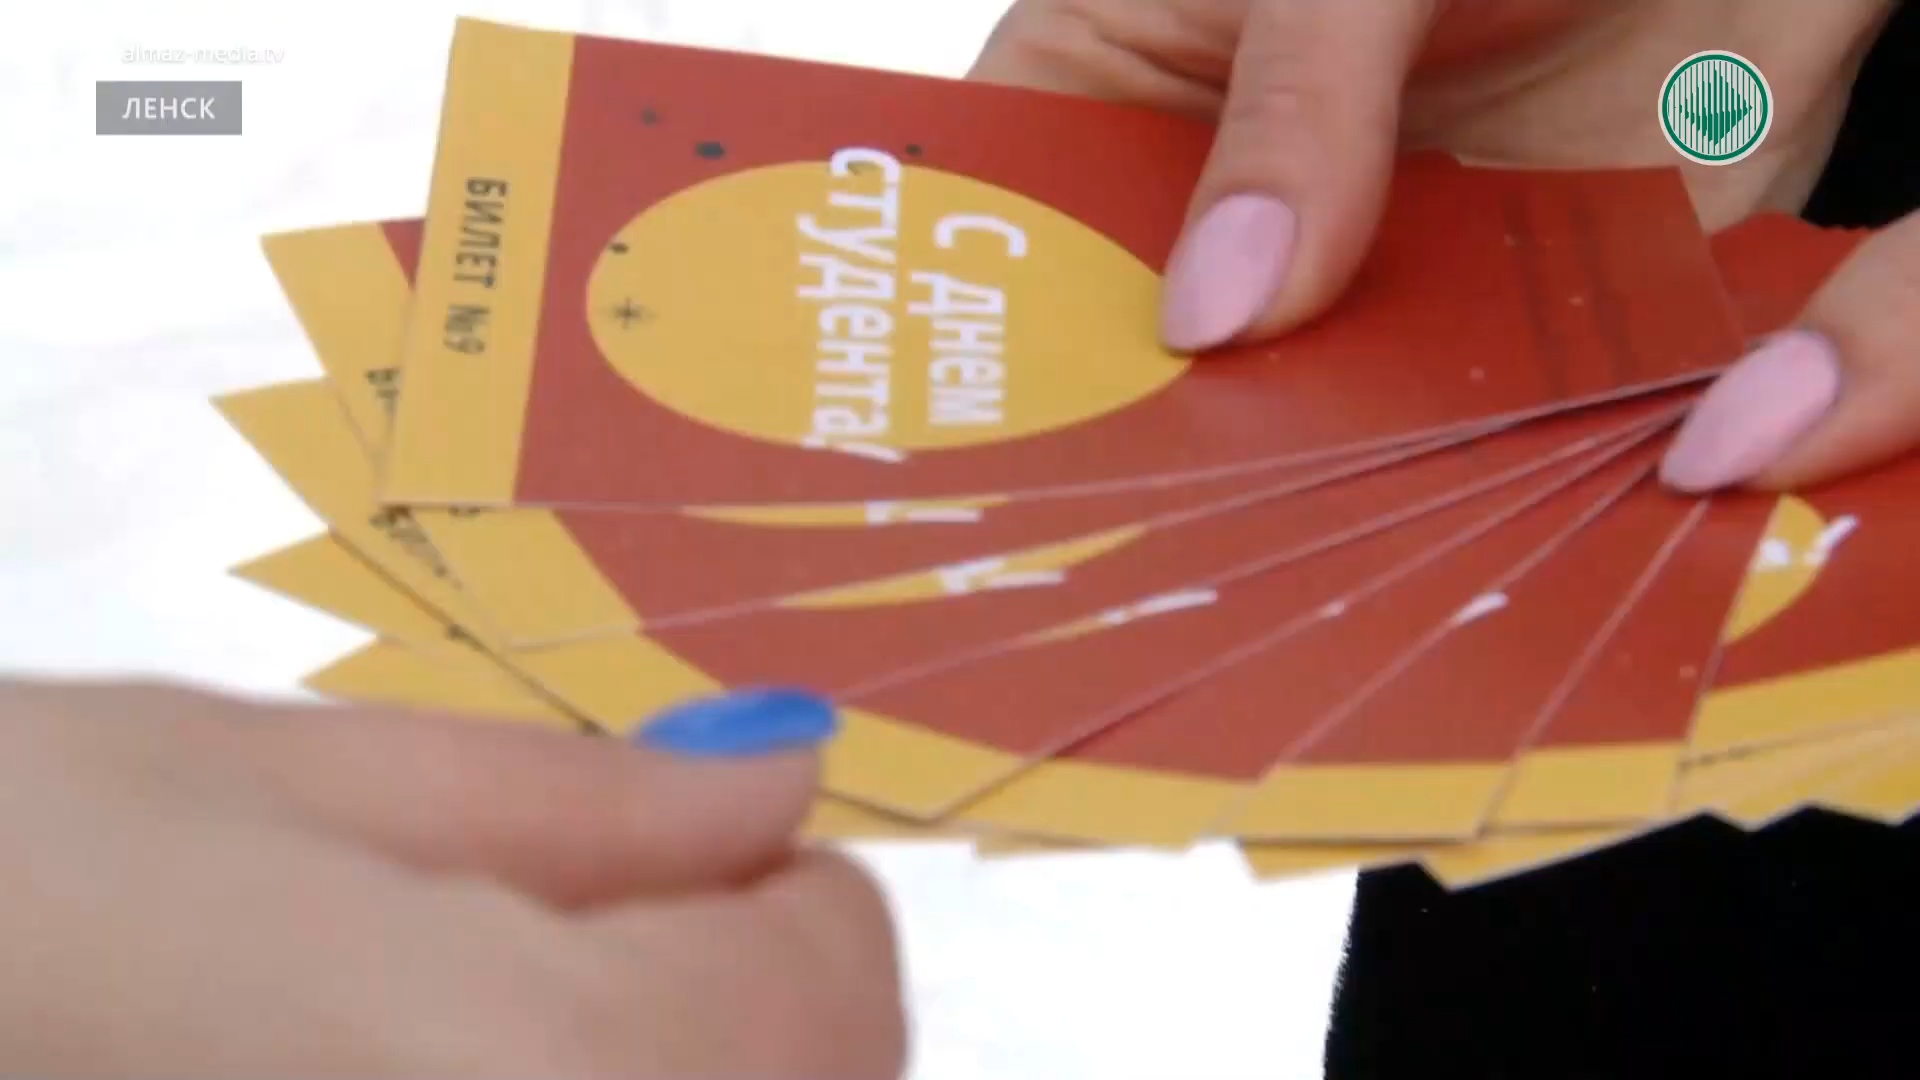 almaz-media.tv
ЛЕНСК
БИЛЕТ №9
С днем
студента!